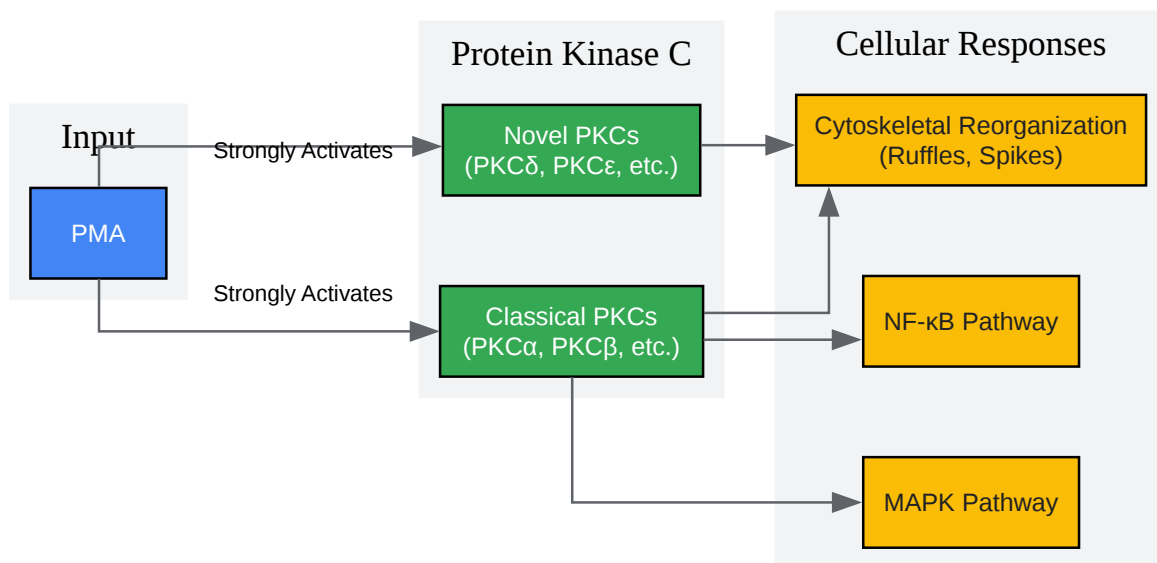 Input
PMA
Strongly Activates
Strongly Activates
Protein Kinase C
Novel PKCs
(PKCδ, PKCε, etc.)
Classical PKCs
(PKCα, PKCβ, etc.)
Cellular Responses
Cytoskeletal Reorganization
(Ruffles, Spikes)
NF-κB Pathway
MAPK Pathway